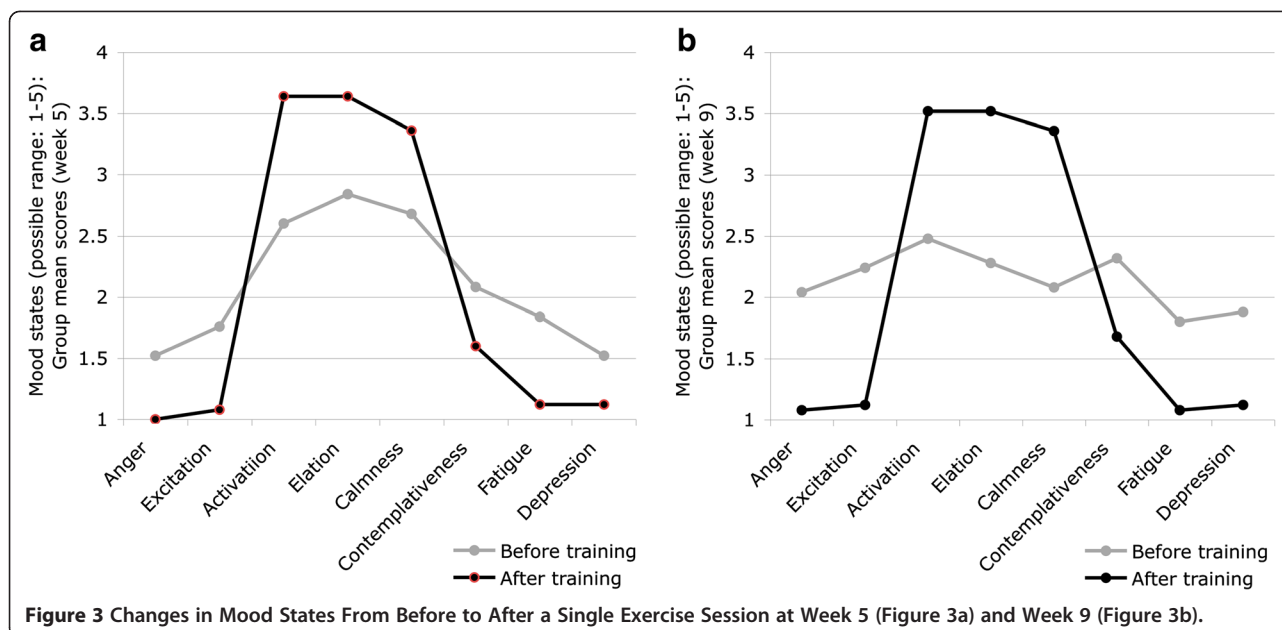 a
Mood states (possible range: 1-5):
Group mean scores (week 5)
4
3.5
3
2.5
2
1.5
1
Anger
Excitation
Activatiion
Elation
Calmness
Contemplativeness
Fatigue
Depression
Before training
After training
b
Mood states (possible range: 1-5):
Group mean scores (week 9)
4
3.5
3
2.5
2
1.5
1
Anger
Excitation
Activatiion
Elation
Calmness
Contemplativeness
Fatigue
Depression
Before training
After training
Figure 3 Changes in Mood States From Before to After a Single Exercise Session at Week 5 (Figure 3a) and Week 9 (Figure 3b).